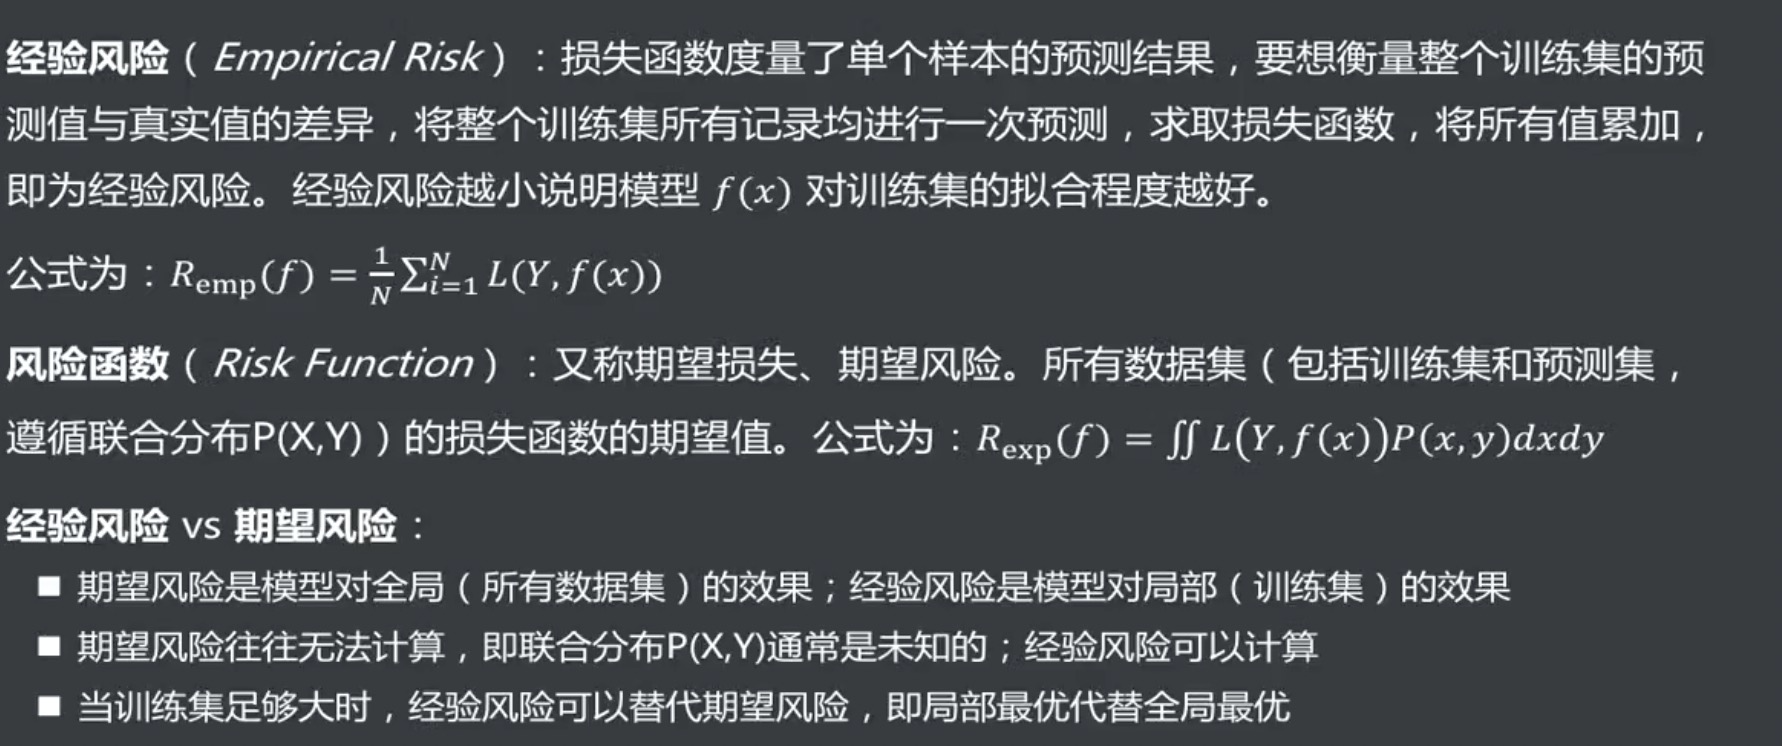 经验风险（Empirical Risk）：损失函数度量了单个样本的预测结果，要想衡量整个训练集的预
测值与真实值的差异，将整个训练集所有记录均进行一次预测，求取损失函数，将所有值累加，
即为经验风险。经验风险越小说明模型 f(x) 对训练集的拟合程度越好。
公式为：R_emp(f) = 1/N ∑_{i=1}^{N} L(Y, f(x))
风险函数（Risk Function）：又称期望损失、期望风险。所有数据集（包括训练集和预测集，
遵循联合分布P(X,Y)）的损失函数的期望值。公式为：R_exp(f) = ∬ L(Y, f(x))P(x, y)dxdy
经验风险 vs 期望风险：
■ 期望风险是模型对全局（所有数据集）的效果；经验风险是模型对局部（训练集）的效果
■ 期望风险往往无法计算，即联合分布P(X,Y)通常是未知的；经验风险可以计算
■ 当训练集足够大时，经验风险可以替代期望风险，即局部最优代替全局最优